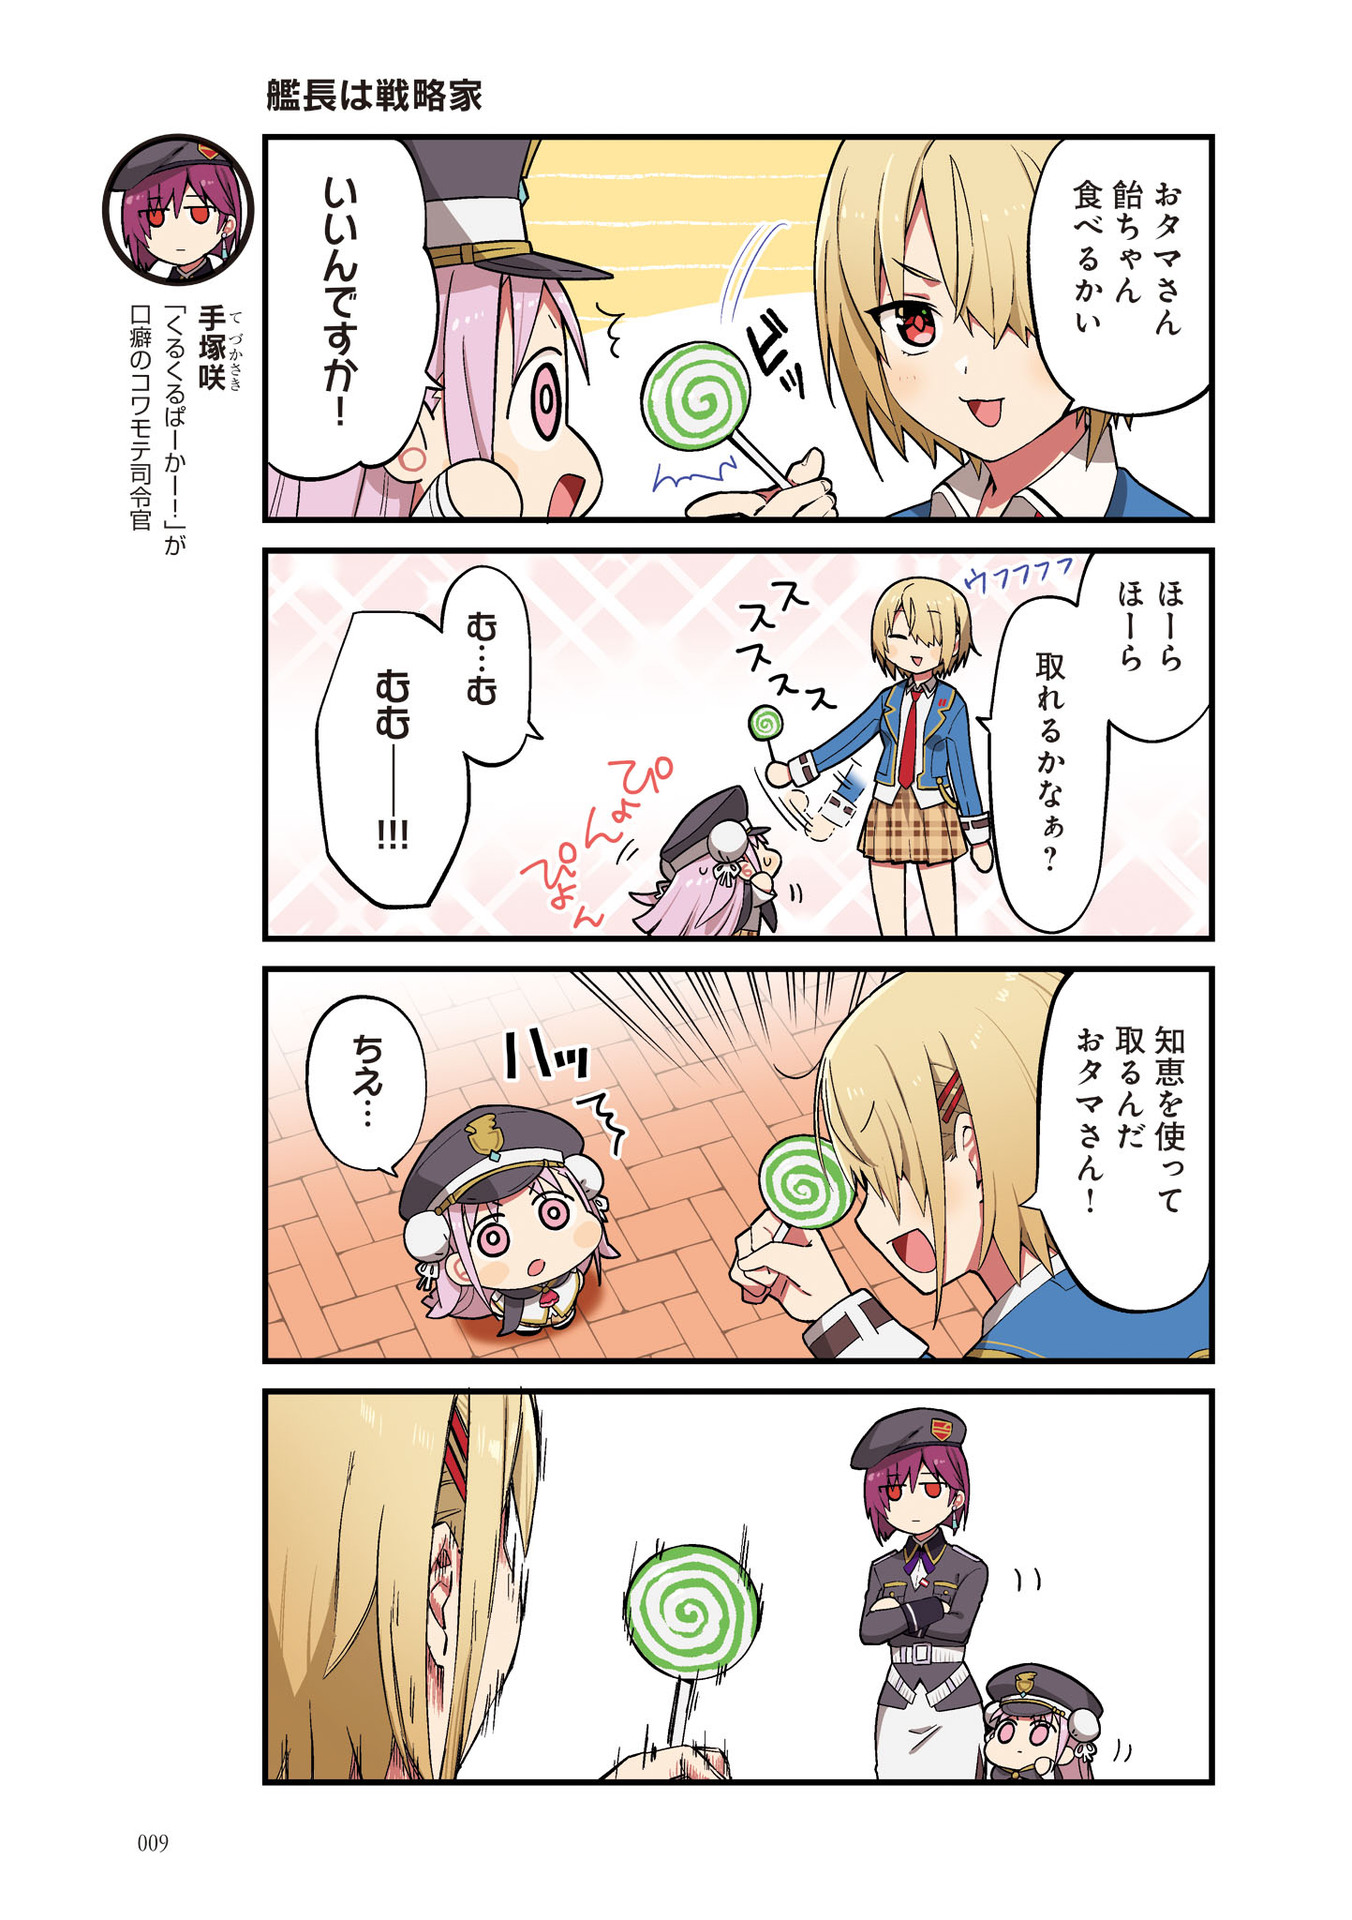 艦長は戦略家
手塚咲
てづかさき
「くるくるぱーかー！」が
口癖のコワモテ司令官
おタマさん
飴ちゃん
食べるかい
ビッ
いいんですか！
ほーら
ほーら
取れるかなぁ？
ウフフフフ
スス
スス
スススス
ぴょんぴょん
む…む
むむ──!!!
知恵を使って
取るんだ
おタマさん！
ハッ
ちえ…
009